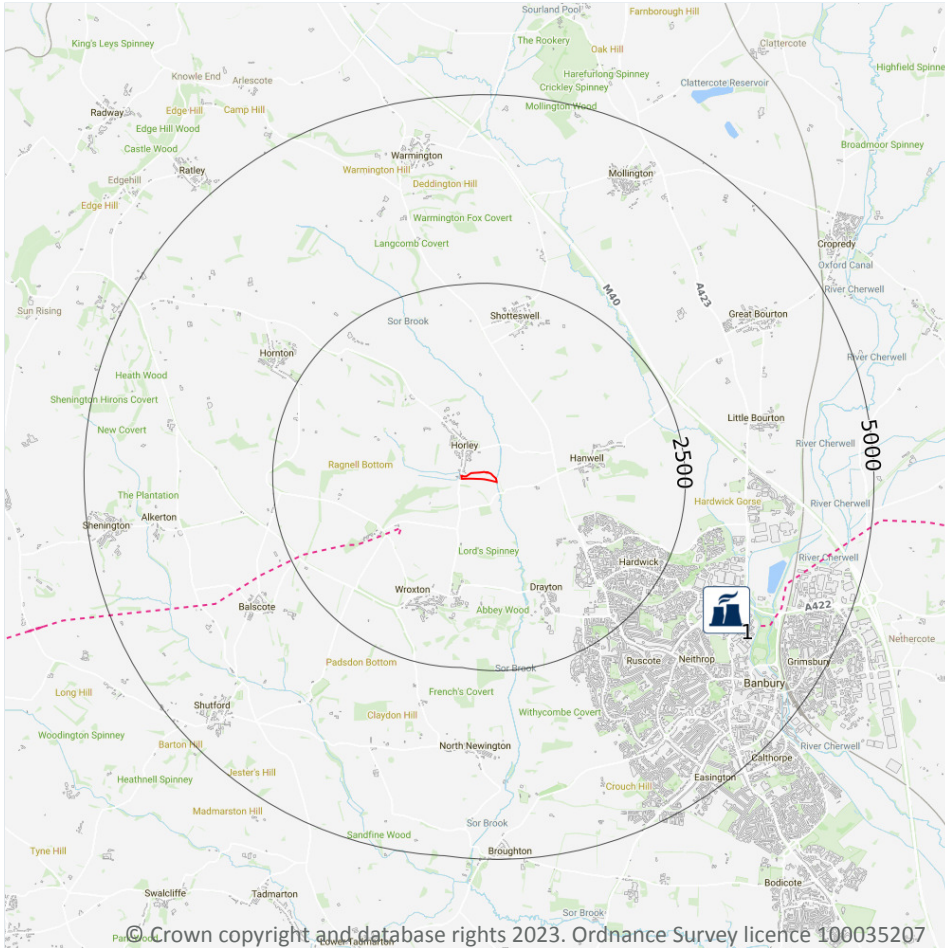 Sourland Pool
Farnborough Hill
King's Leys Spinney
The Rookery
Oak Hill
Clattercote
Knowle End
Arlescote
Harefurlong Spinney
Highfield Spinne
Crickley Spinney
Clattercote Reservoir
Radway
Edge Hill
Camp Hill
Mollington Wood
Edge Hill Wood
Castle Wood
Broadmoor Spinney
Warmington
Ratley
Warmington Hill
Mollington
Edgehill
Deddington Hill
Edge Hill
Warmington Fox Covert
Langcomb Covert
Cropredy
Oxford Canal
River Cherwell
M40
A423
Sun Rising
Sor Brook
Shotteswell
Great Bourton
Hornton
River Cherwell
Heath Wood
Shenington Hirons Covert
New Covert
Little Bourton
5000
2500
River Cherwell
Horley
Ragnell Bottom
Hanwell
The Plantation
Hardwick Gorse
River Cherwell
Shenington
Alkerton
Lord's Spinney
River Cherwell
Hardwick
Wroxton
Drayton
Balscote
Abbey Wood
A422
1
Nethercote
Padsdon Bottom
Sor Brook
Ruscote
Neithrop
Grimsbury
Banbury
Long Hill
French's Covert
Shutford
Claydon Hill
Withycombe Covert
Woodington Spinney
Barton Hill
North Newington
River Cherwell
Calthorpe
Jester's Hill
Easington
Heathnell Spinney
Crouch Hill
Madmarston Hill
Sor Brook
Sandfine Wood
Tyne Hill
Broughton
Bodicote
Swalcliffe
Tadmarton
Sor Brook
© Crown copyright and database rights 2023. Ordnance Survey licence 100035207
Lower Tadmarton